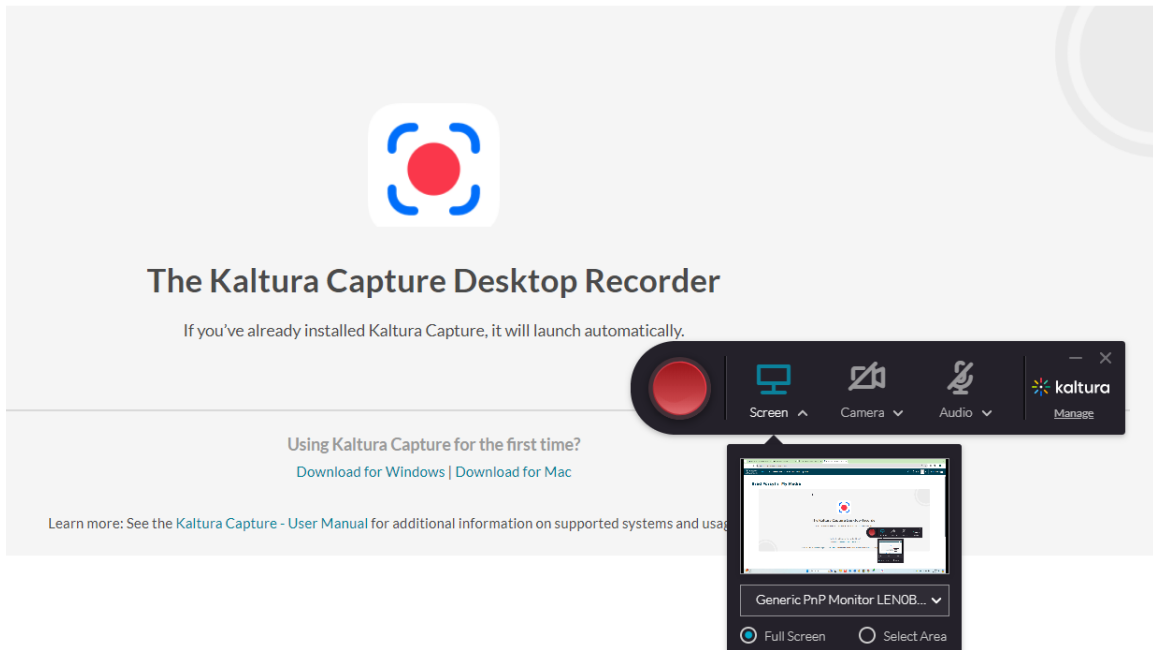 The Kaltura Capture Desktop Recorder
If you've already installed Kaltura Capture, it will launch automatically.
Screen
Camera
Audio
kaltura
Manage
Using Kaltura Capture for the first time?
Download for Windows | Download for Mac
Learn more: See the Kaltura Capture - User Manual for additional information on supported systems and
Generic PnP Monitor LEN0B...
Full Screen
Select Area